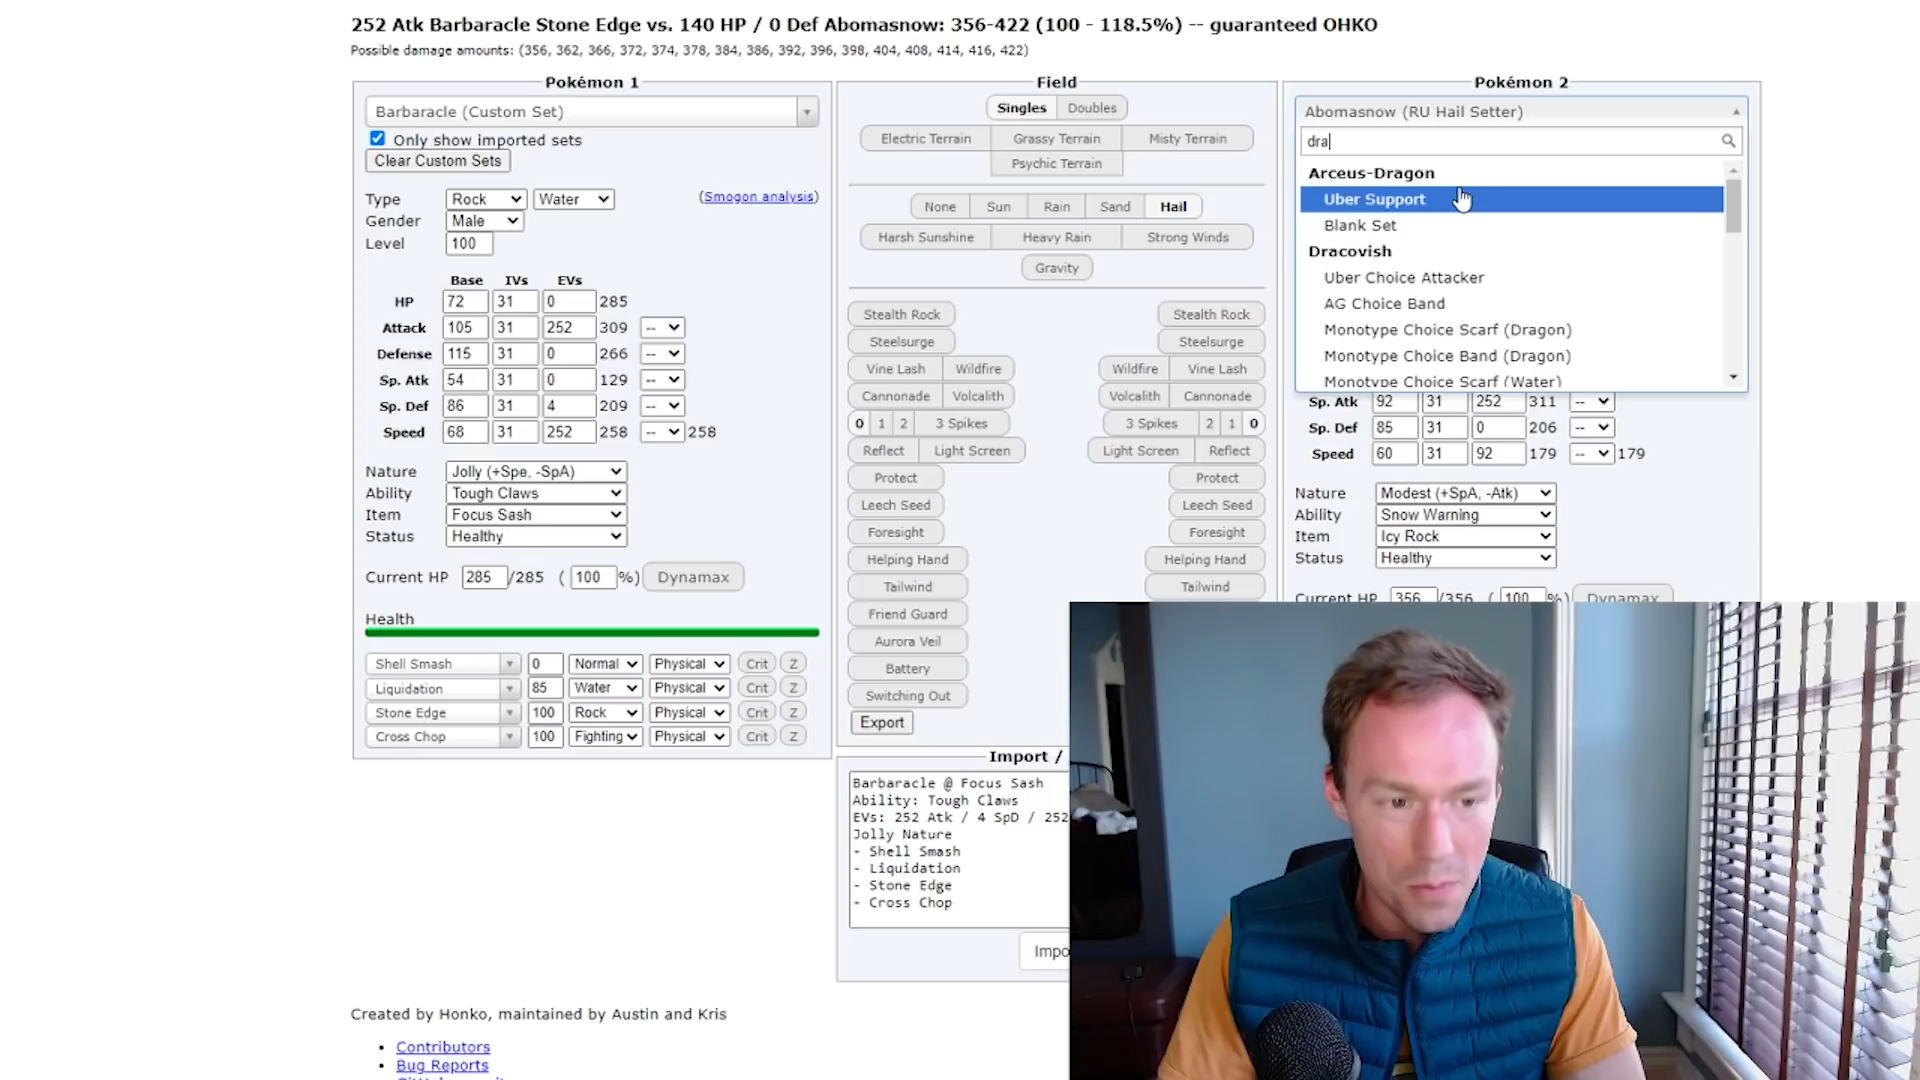 252 Atk Barbaracle Stone Edge vs. 140 HP / 0 Def Abomasnow: 356-422 (100 - 118.5%) -- guaranteed OHKO
Possible damage amounts: (356, 362, 366, 372, 374, 378, 384, 386, 392, 396, 398, 404, 408, 414, 416, 422)
Pokémon 1
Barbaracle (Custom Set)
Only show imported sets
Clear Custom Sets
Type Rock Water (Smogon analysis)
Gender Male
Level 100
Base IVs EVs
HP 72 31 0 285
Attack 105 31 252 309 --
Defense 115 31 0 266 --
Sp. Atk 54 31 0 129 --
Sp. Def 86 31 4 209 --
Speed 68 31 252 258 -- 258
Nature Jolly (+Spe, -SpA)
Ability Tough Claws
Item Focus Sash
Status Healthy
Current HP 285 /285 ( 100 %) Dynamax
Health
Shell Smash 0 Normal Physical Crit Z
Liquidation 85 Water Physical Crit Z
Stone Edge 100 Rock Physical Crit Z
Cross Chop 100 Fighting Physical Crit Z
Field
Singles Doubles
Electric Terrain Grassy Terrain Misty Terrain
Psychic Terrain
None Sun Rain Sand Hail
Harsh Sunshine Heavy Rain Strong Winds
Gravity
Stealth Rock Stealth Rock
Steelsurge Steelsurge
Vine Lash Wildfire Wildfire Vine Lash
Cannonade Volcalith Volcalith Cannonade
0 1 2 3 Spikes 3 Spikes 2 1 0
Reflect Light Screen Light Screen Reflect
Protect Protect
Leech Seed Leech Seed
Foresight Foresight
Helping Hand Helping Hand
Tailwind Tailwind
Friend Guard
Aurora Veil
Battery
Switching Out
Export
Import /
Barbaracle @ Focus Sash
Ability: Tough Claws
EVs: 252 Atk / 4 SpD / 252
Jolly Nature
- Shell Smash
- Liquidation
- Stone Edge
- Cross Chop
Impo
Pokémon 2
Abomasnow (RU Hail Setter)
dra
Arceus-Dragon
Uber Support
Blank Set
Dracovish
Uber Choice Attacker
AG Choice Band
Monotype Choice Scarf (Dragon)
Monotype Choice Band (Dragon)
Monotype Choice Scarf (Water)
Sp. Atk 92 31 252 311 --
Sp. Def 85 31 0 206 --
Speed 60 31 92 179 -- 179
Nature Modest (+SpA, -Atk)
Ability Snow Warning
Item Icy Rock
Status Healthy
Current HP 356 /356 ( 100 %) Dynamax
Created by Honko, maintained by Austin and Kris
Contributors
Bug Reports